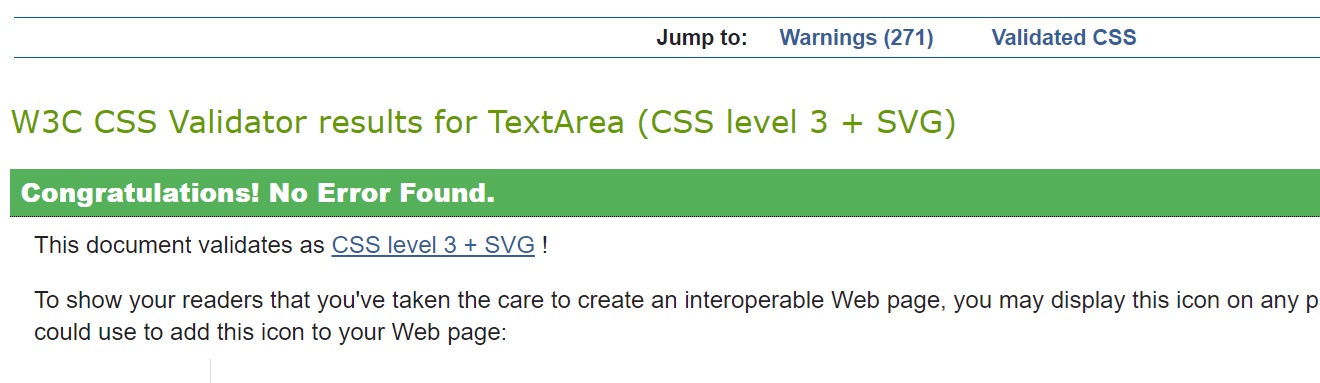 Jump to: Warnings (271) Validated CSS
W3C CSS Validator results for TextArea (CSS level 3 + SVG)
Congratulations! No Error Found.
This document validates as CSS level 3 + SVG !
To show your readers that you've taken the care to create an interoperable Web page, you may display this icon on any
could use to add this icon to your Web page: